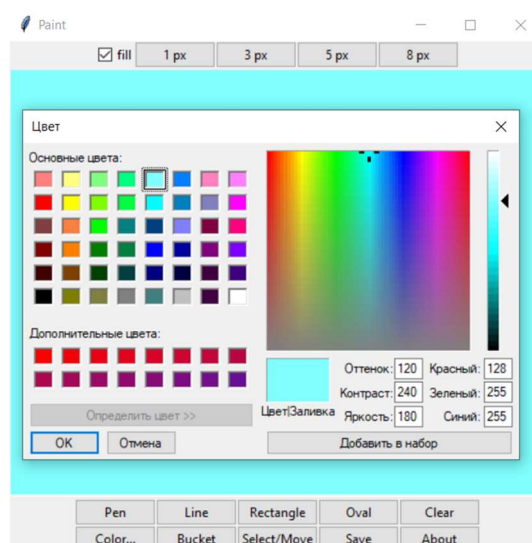 Paint
fill 1 px 3 px 5 px 8 px
Цвет
Основные цвета:
Дополнительные цвета:
Оттенок: 120 Красный: 128
Контраст: 240 Зеленый: 255
Цвет|Заливка Яркость: 180 Синий: 255
Определить цвет >>
OK Отмена Добавить в набор
Pen Line Rectangle Oval Clear
Color... Bucket Select/Move Save About